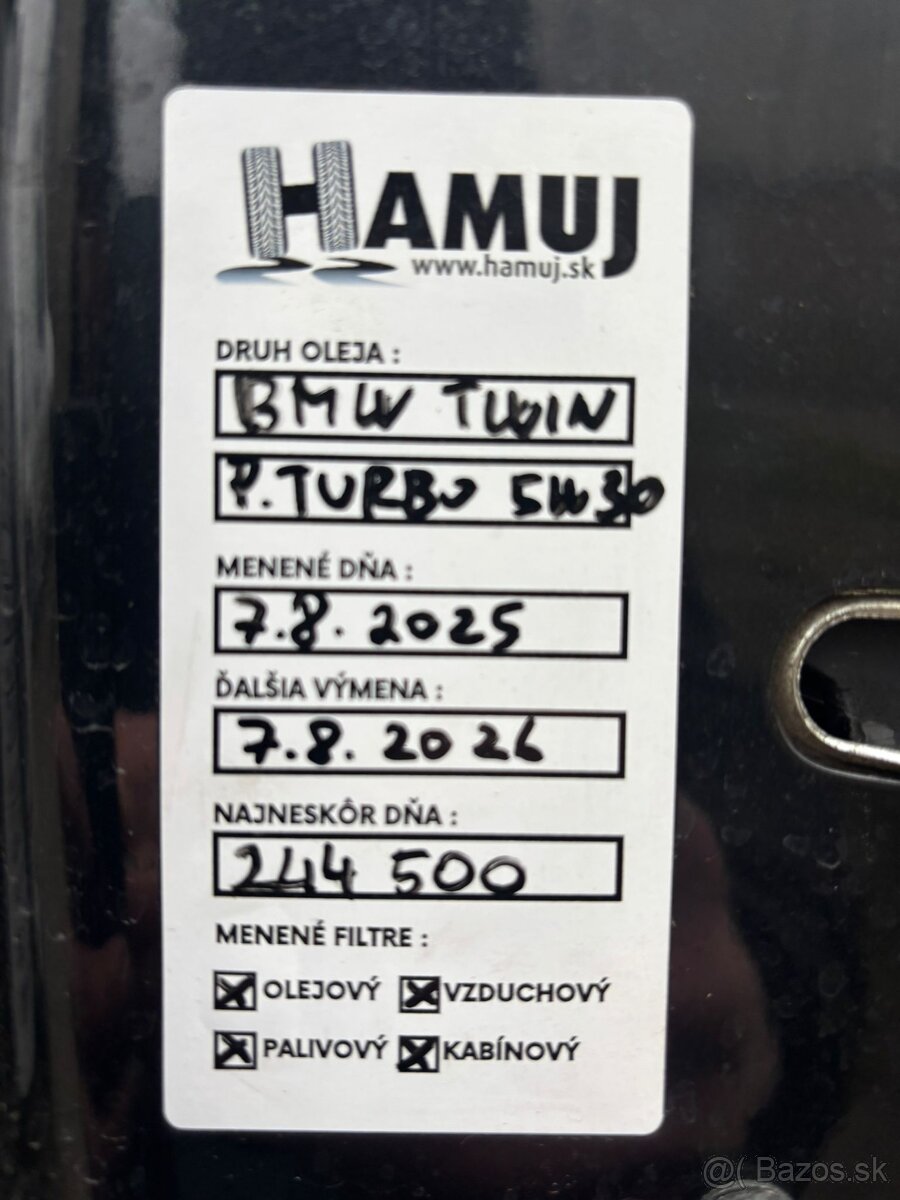 HAMUJ
www.hamuj.sk
DRUH OLEJA :
BMW TWIN
P. TURBO 5W30
MENENÉ DŇA :
7.8. 2025
ĎALŠIA VÝMENA :
7.8. 2026
NAJNESKÔR DŇA :
244 500
MENENÉ FILTRE :
OLEJOVÝ VZDUCHOVÝ
PALIVOVÝ KABÍNOVÝ
@( Bazos.sk